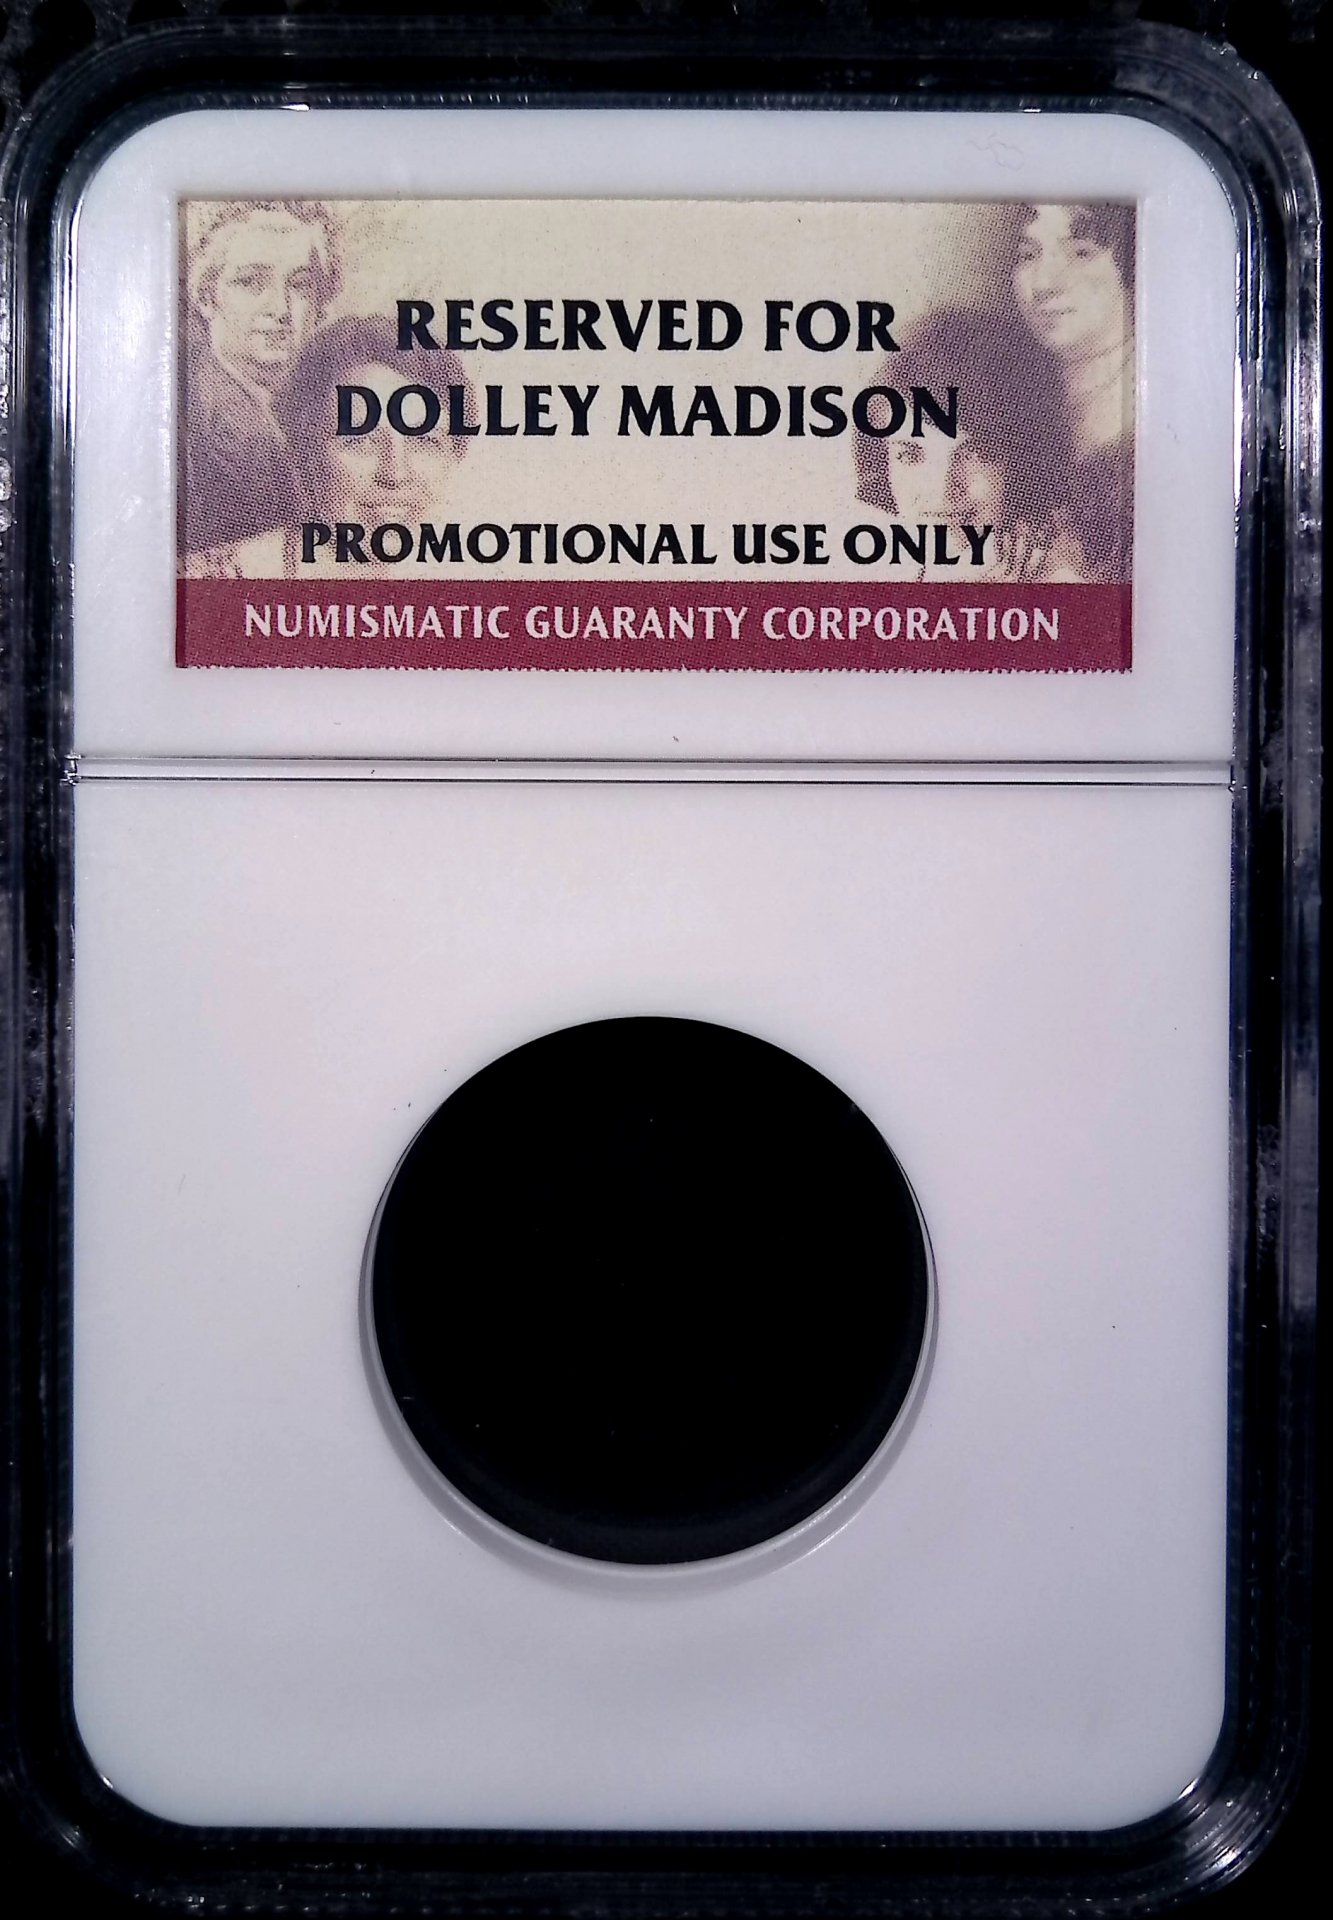 RESERVED FOR
DOLLEY MADISON
PROMOTIONAL USE ONLY
NUMISMATIC GUARANTY CORPORATION